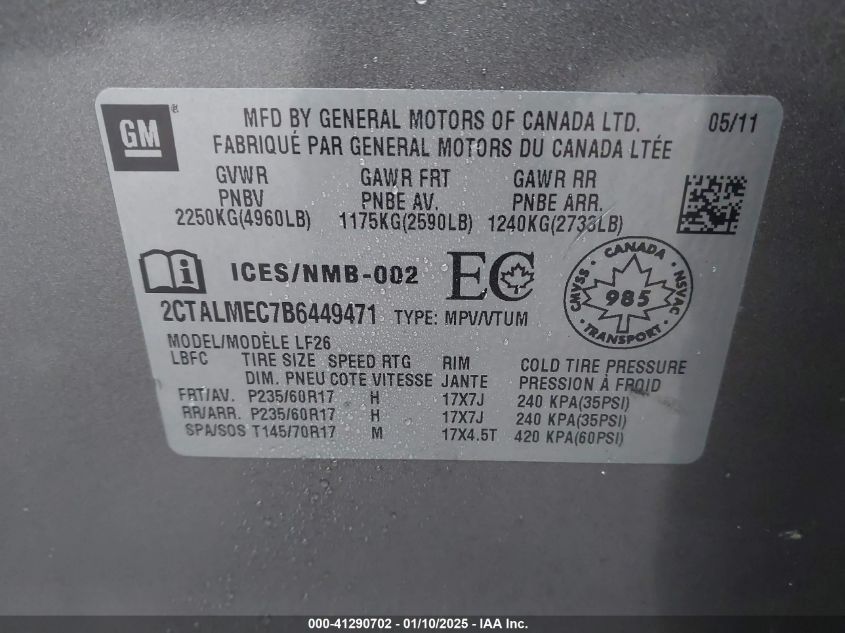 GM®
MFD BY GENERAL MOTORS OF CANADA LTD. 05/11
FABRIQUÉ PAR GENERAL MOTORS DU CANADA LTÉE
GVWR GAWR FRT GAWR RR
PNBV PNBE AV. PNBE ARR.
2250KG(4960LB) 1175KG(2590LB) 1240KG(2733LB)
i ICES/NMB-002 EC
CANADA
CMVSS 985 NSVAC
TRANSPORT
2CTALMEC7B6449471 TYPE: MPV/VTUM
MODEL/MODÈLE LF26
LBFC TIRE SIZE SPEED RTG RIM COLD TIRE PRESSURE
DIM. PNEU COTE VITESSE JANTE PRESSION À FROID
FRT/AV. P235/60R17 H 17X7J 240 KPA(35PSI)
RR/ARR. P235/60R17 H 17X7J 240 KPA(35PSI)
SPA/SOS T145/70R17 M 17X4.5T 420 KPA(60PSI)
000-41290702 - 01/10/2025 - IAA Inc.